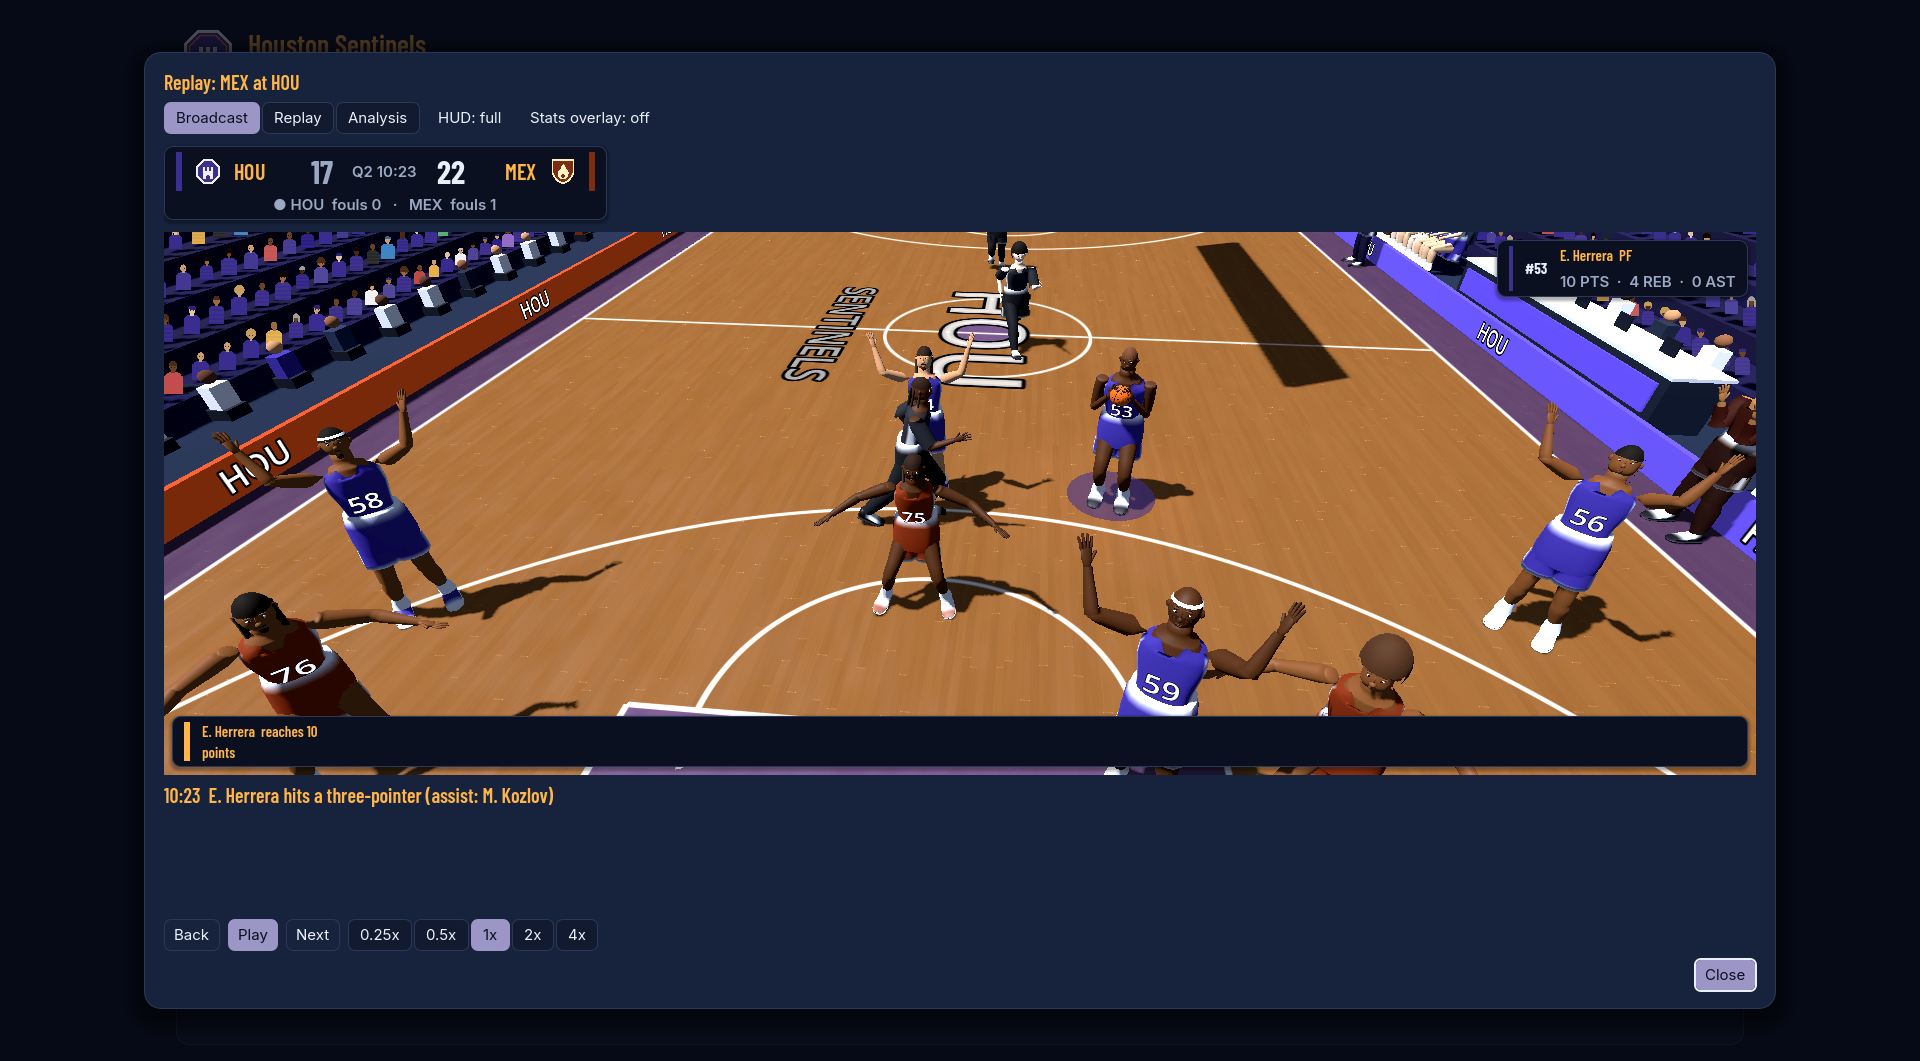 Houston Sentinels
Replay: MEX at HOU
Broadcast Replay Analysis HUD: full Stats overlay: off
HOU 17 Q2 10:23 22 MEX
HOU fouls 0 · MEX fouls 1
#53 E. Herrera PF
10 PTS · 4 REB · 0 AST
HOU
HOU
HOU
SENTINELS
HOU
53
58
75
56
76
59
E. Herrera reaches 10
points
10:23 E. Herrera hits a three-pointer (assist: M. Kozlov)
Back Play Next 0.25x 0.5x 1x 2x 4x
Close